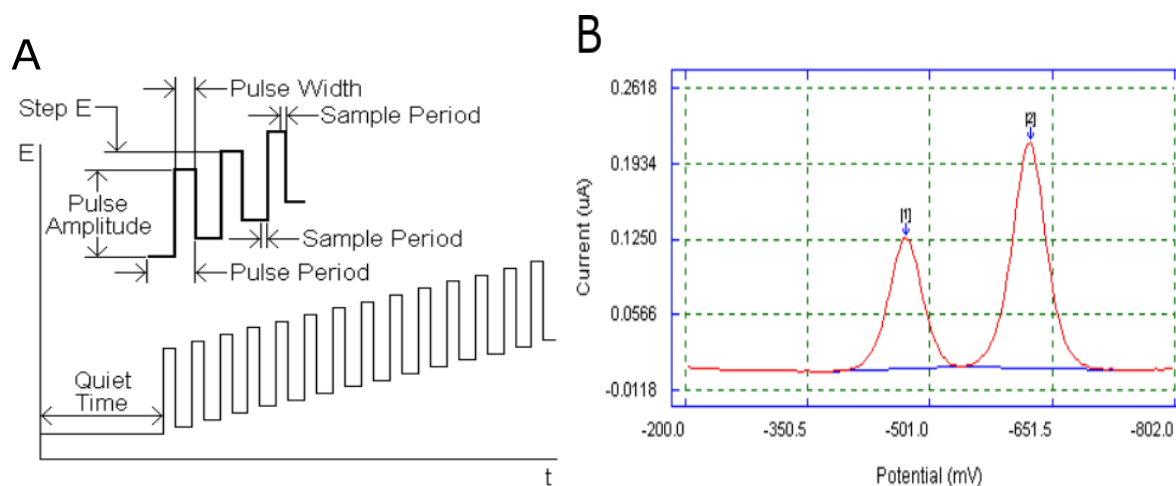 A
Pulse Width
Step E
Sample Period
E
Pulse
Amplitude
Sample Period
Pulse Period
Quiet
Time
t
B
0.2618
[2]
0.1934
[1]
0.1250
Current (uA)
0.0566
-0.0118
-200.0 -350.5 -501.0 -651.5 -802.0
Potential (mV)